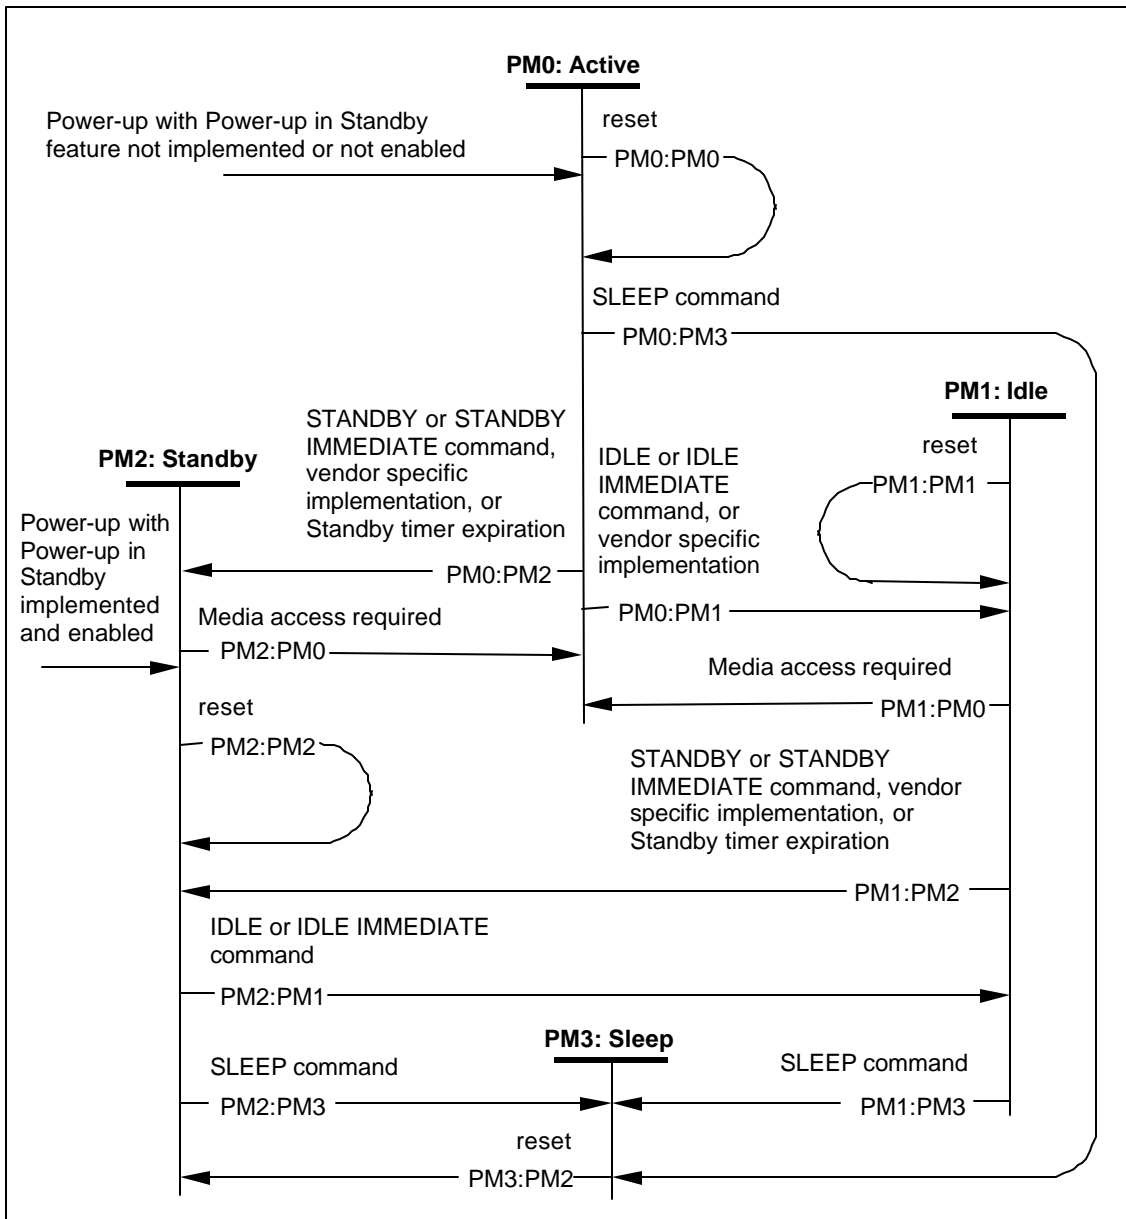 PM0: Active
Power-up with Power-up in Standby
feature not implemented or not enabled
reset
PM0:PM0
SLEEP command
PM0:PM3
PM1: Idle
STANDBY or STANDBY
IMMEDIATE command,
vendor specific
implementation, or
Standby timer expiration
PM0:PM2
IDLE or IDLE
IMMEDIATE
command, or
vendor specific
implementation
PM0:PM1
reset
PM1:PM1
PM2: Standby
Power-up with
Power-up in
Standby
implemented
and enabled
Media access required
PM2:PM0
Media access required
PM1:PM0
reset
PM2:PM2
STANDBY or STANDBY
IMMEDIATE command, vendor
specific implementation, or
Standby timer expiration
PM1:PM2
IDLE or IDLE IMMEDIATE
command
PM2:PM1
PM3: Sleep
SLEEP command
PM2:PM3
SLEEP command
PM1:PM3
reset
PM3:PM2